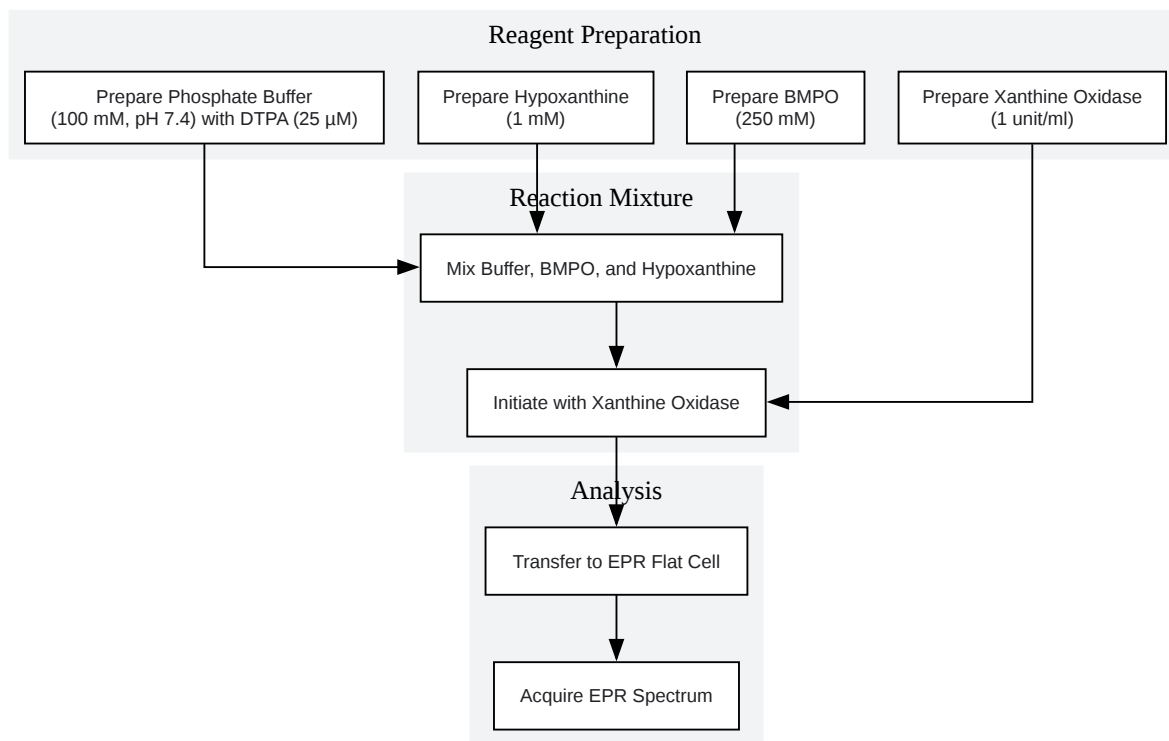 Reagent Preparation
Prepare Phosphate Buffer
(100 mM, pH 7.4) with DTPA (25 µM)
Prepare Hypoxanthine
(1 mM)
Prepare BMPO
(250 mM)
Prepare Xanthine Oxidase
(1 unit/ml)
Reaction Mixture
Mix Buffer, BMPO, and Hypoxanthine
Initiate with Xanthine Oxidase
Analysis
Transfer to EPR Flat Cell
Acquire EPR Spectrum